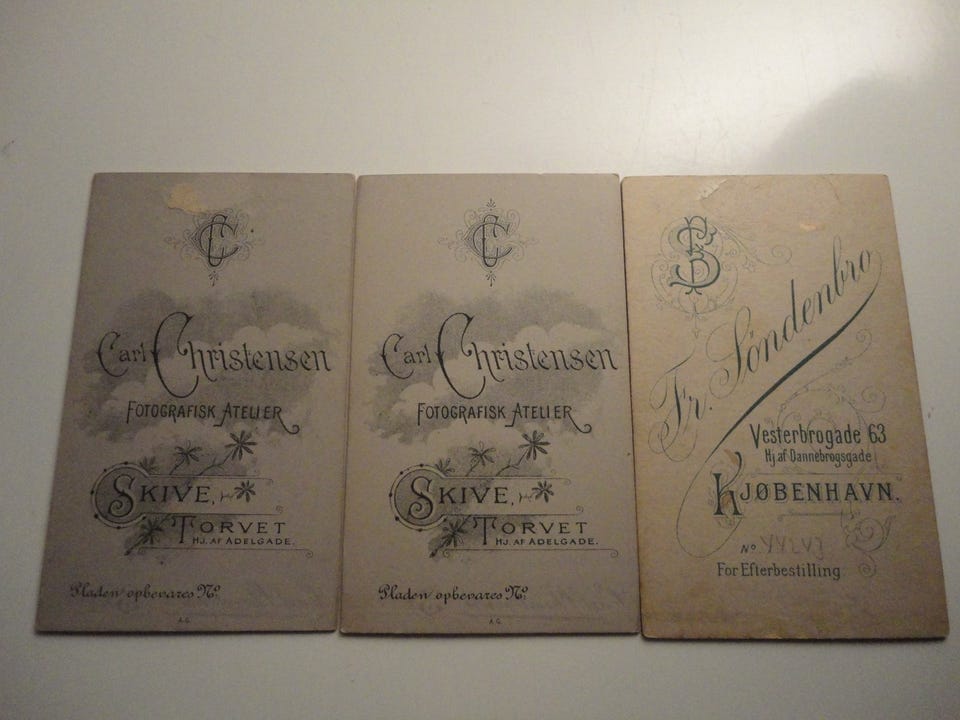 CC
Carl Christensen
FOTOGRAFISK ATELIER
SKIVE,
TORVET
HJ. AF ADELGADE.
Pladen opbevares No.
A.G.
CC
Carl Christensen
FOTOGRAFISK ATELIER
SKIVE,
TORVET
HJ. AF ADELGADE.
Pladen opbevares No.
A.G.
Fr. Søndenbro
Vesterbrogade 63
Hj af Dannebrogsgade
KJØBENHAVN.
No
For Efterbestilling